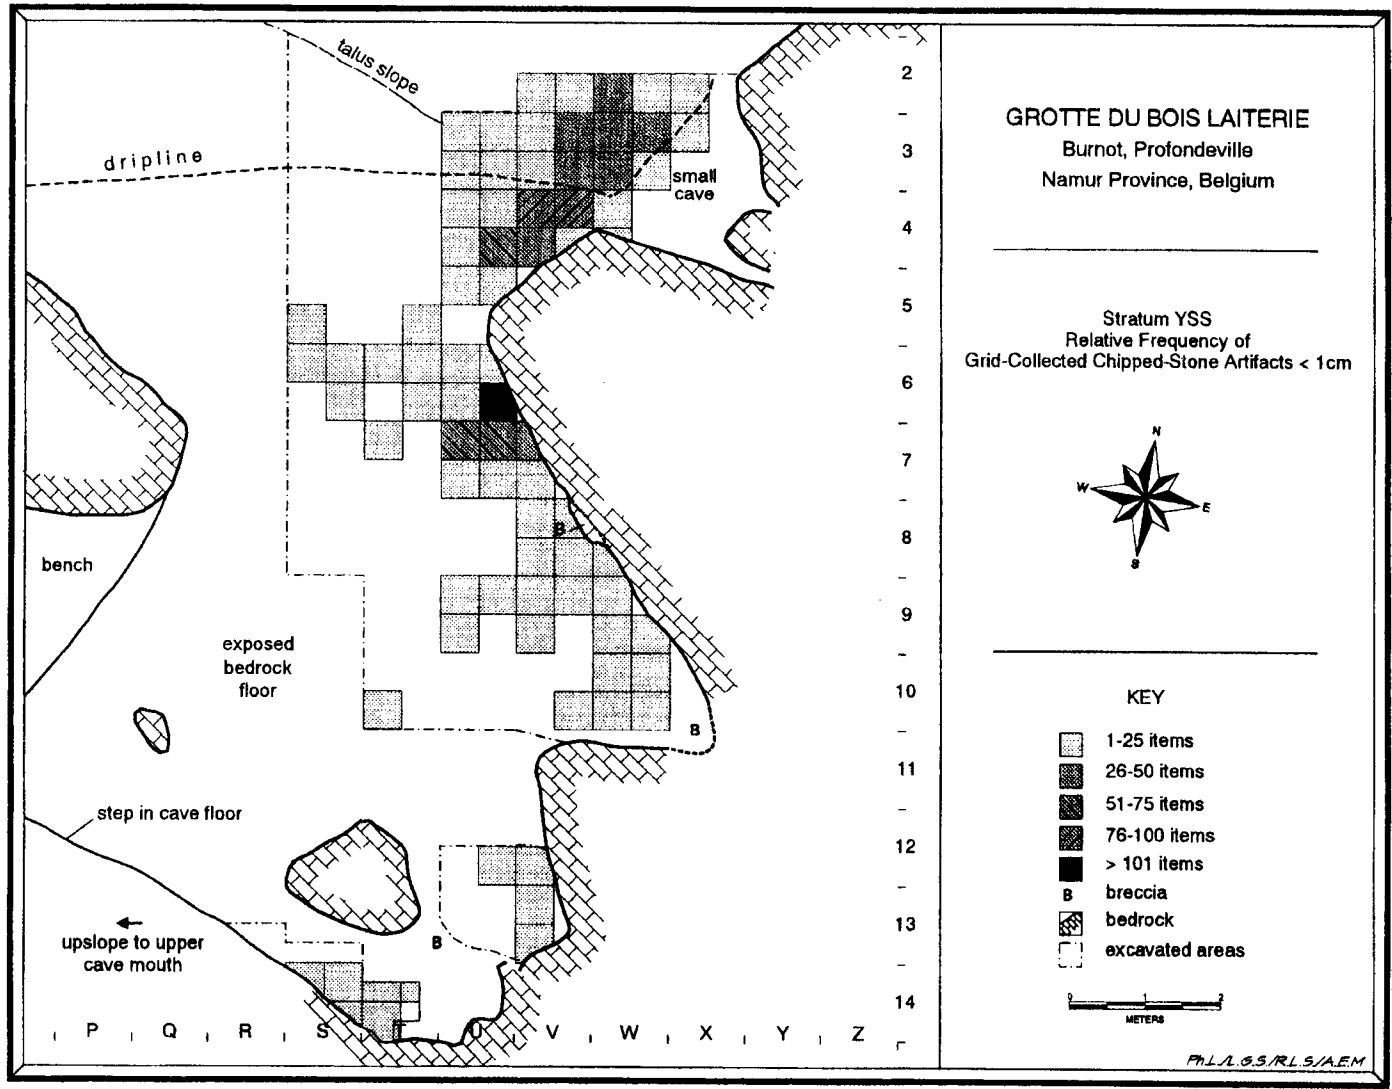 talus slope
dripline
small
cave
bench
exposed
bedrock
floor
step in cave floor
upslope to upper
cave mouth
B
B
B
2
3
4
5
6
7
8
9
10
11
12
13
14
P Q R S T U V W X Y Z
GROTTE DU BOIS LAITERIE
Burnot, Profondeville
Namur Province, Belgium
Stratum YSS
Relative Frequency of
Grid-Collected Chipped-Stone Artifacts < 1cm
N
W
E
S
KEY
1-25 items
26-50 items
51-75 items
76-100 items
> 101 items
B breccia
bedrock
excavated areas
0 1 2
METERS
Ph.L./L.G.S./R.L.S/A.E.M